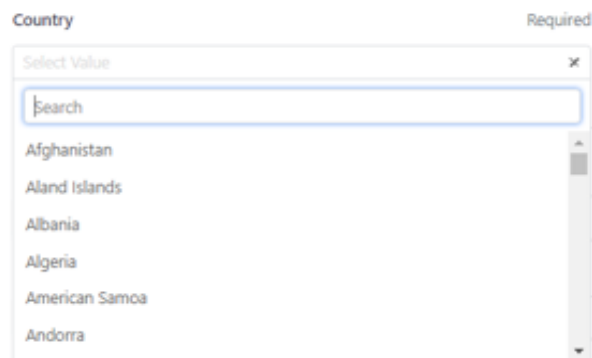 Country Required
Select Value
Search
Afghanistan
Aland Islands
Albania
Algeria
American Samoa
Andorra